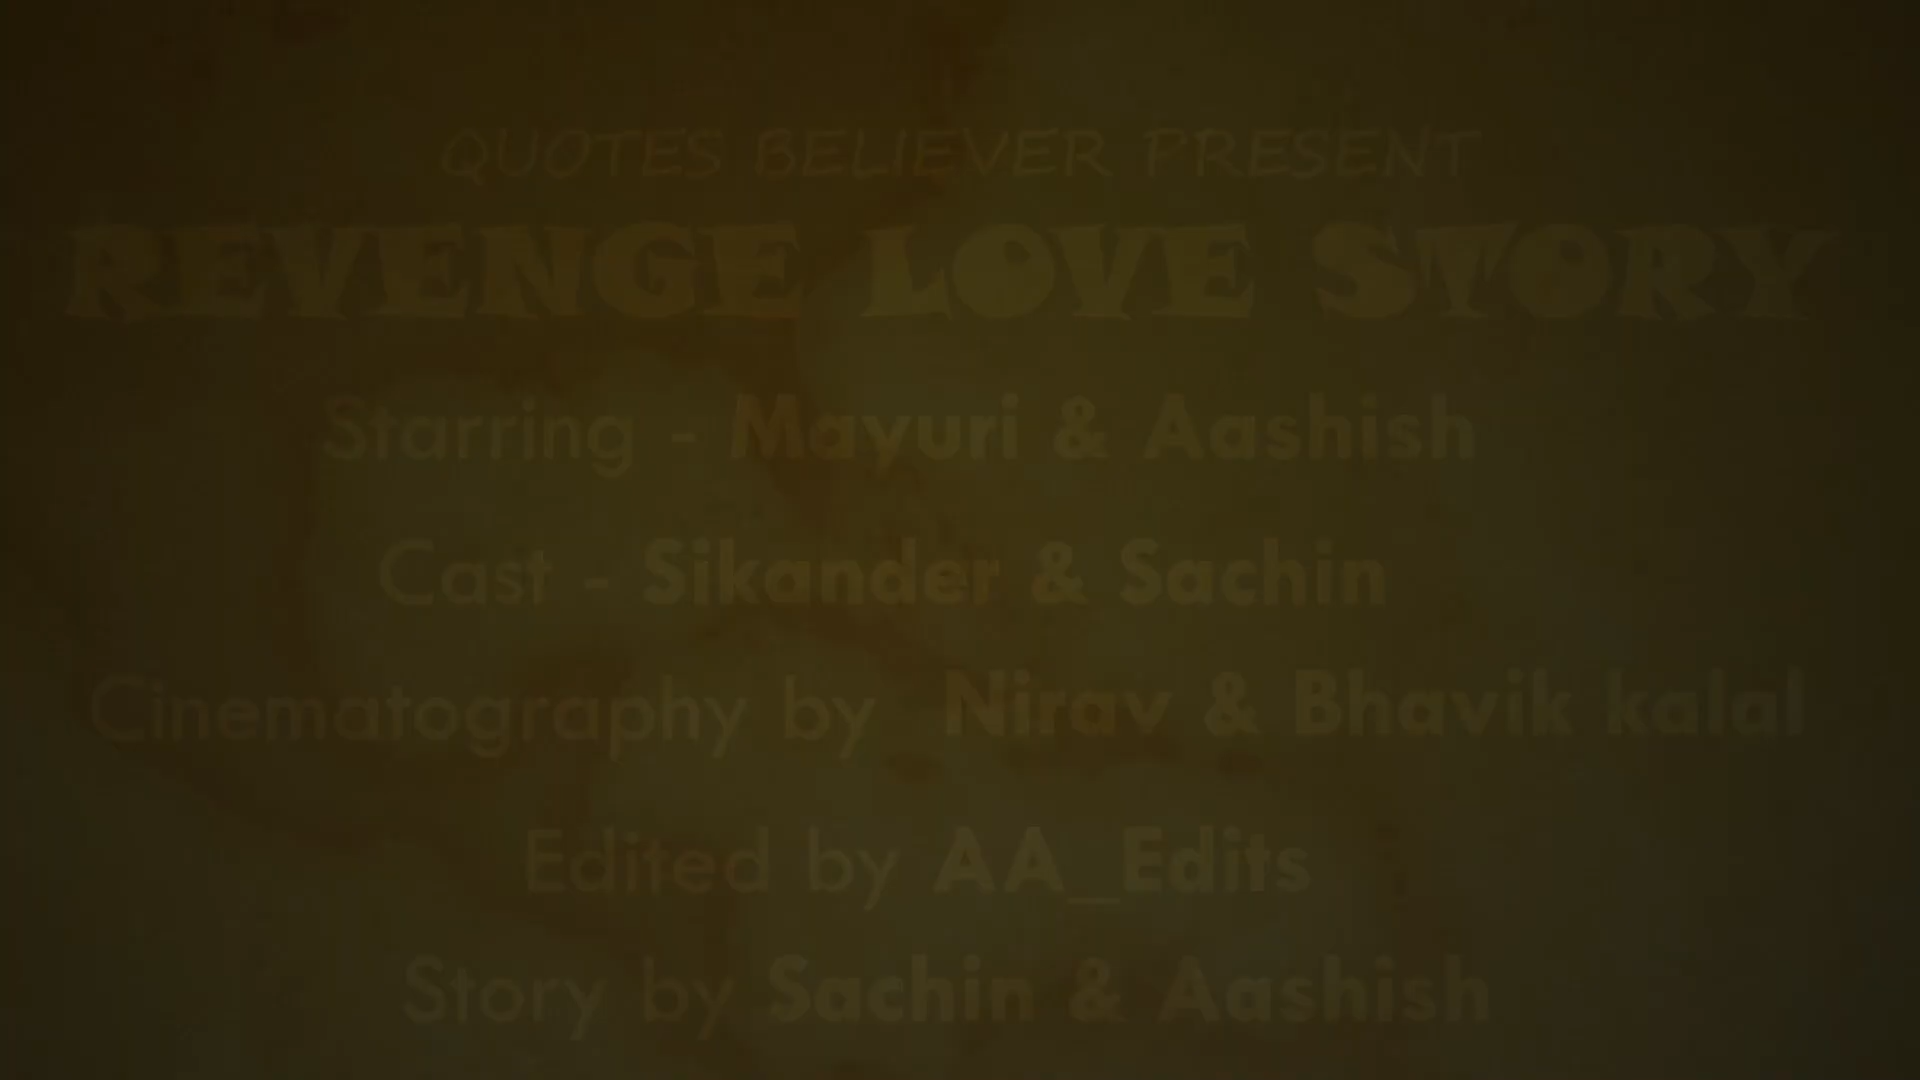 QUOTES BELIEVER PRESENT
REVENGE LOVE STORY
Starring - Mayuri & Aashish
Cast - Sikander & Sachin
Cinematography by Nirav & Bhavik kalal
Edited by AA_Edits
Story by Sachin & Aashish